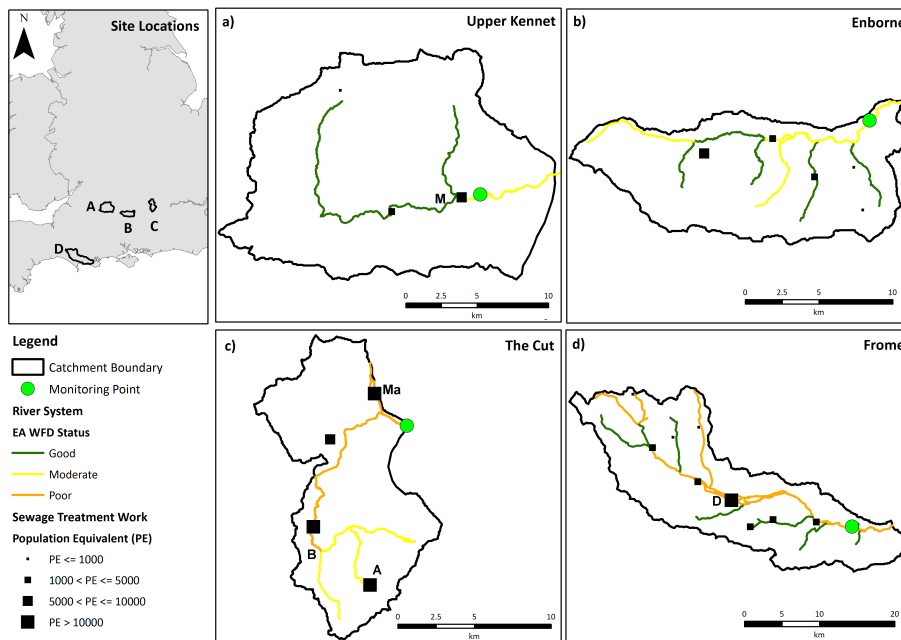 N
Site Locations
A
B
C
D
a)
Upper Kennet
M
0
2.5
5
10
km
b)
Enborne
0
2.5
5
10
km
Legend
Catchment Boundary
Monitoring Point
River System
EA WFD Status
Good
Moderate
Poor
Sewage Treatment Work
Population Equivalent (PE)
PE <= 1000
1000 < PE <= 5000
5000 < PE <= 10000
PE > 10000
c)
The Cut
Ma
B
A
0
2.5
5
10
km
d)
Frome
D
0
5
10
20
km